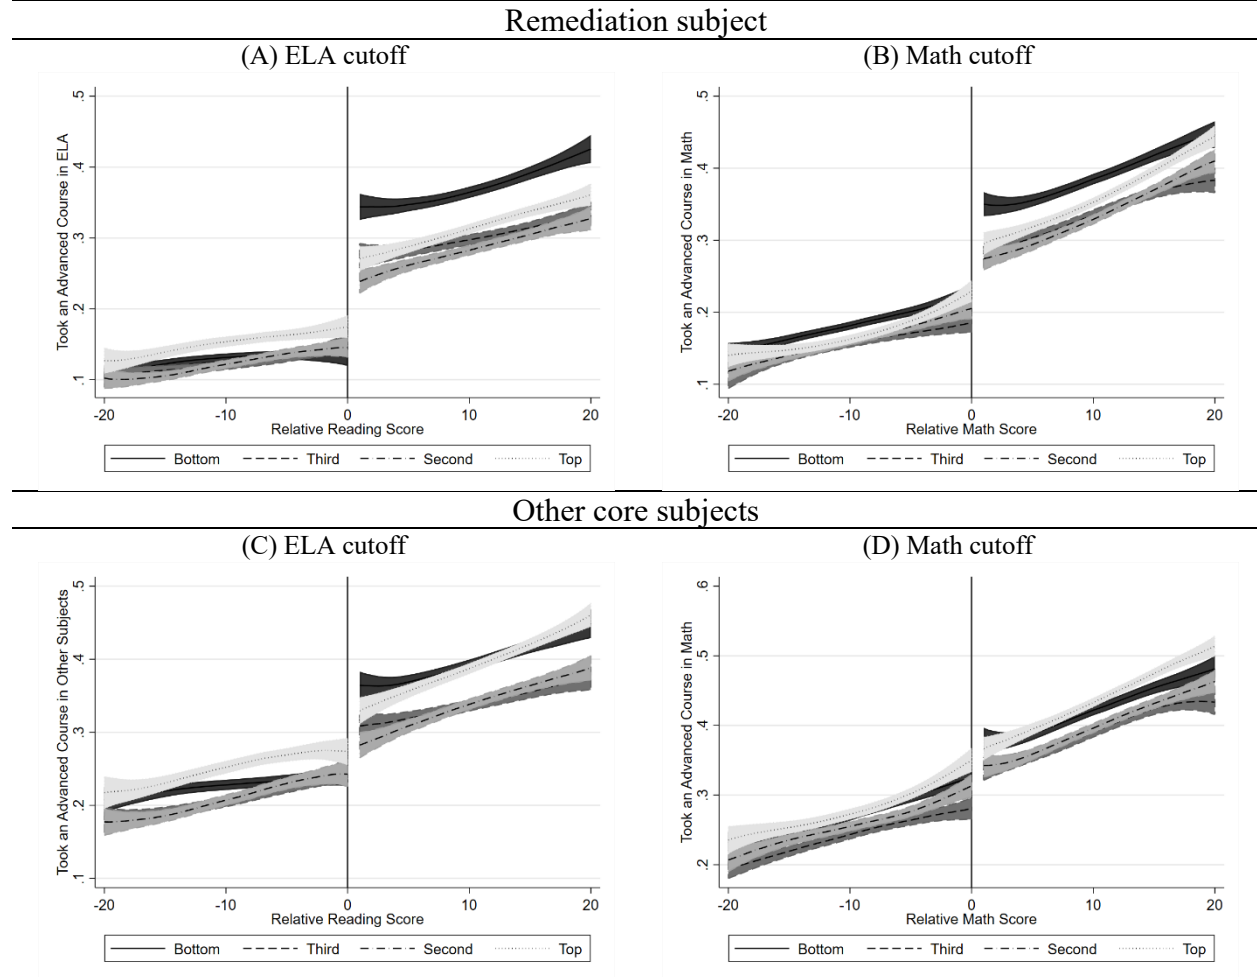 Remediation subject
(A) ELA cutoff
Took an Advanced Course in ELA
.5
.4
.3
.2
.1
-20 -10 0 10 20
Relative Reading Score
Bottom Third Second Top
(B) Math cutoff
Took an Advanced Course in Math
.5
.4
.3
.2
.1
-20 -10 0 10 20
Relative Math Score
Bottom Third Second Top
Other core subjects
(C) ELA cutoff
Took an Advanced Course in Other Subjects
.5
.4
.3
.2
.1
-20 -10 0 10 20
Relative Reading Score
Bottom Third Second Top
(D) Math cutoff
Took an Advanced Course in Math
.6
.5
.4
.3
.2
-20 -10 0 10 20
Relative Math Score
Bottom Third Second Top